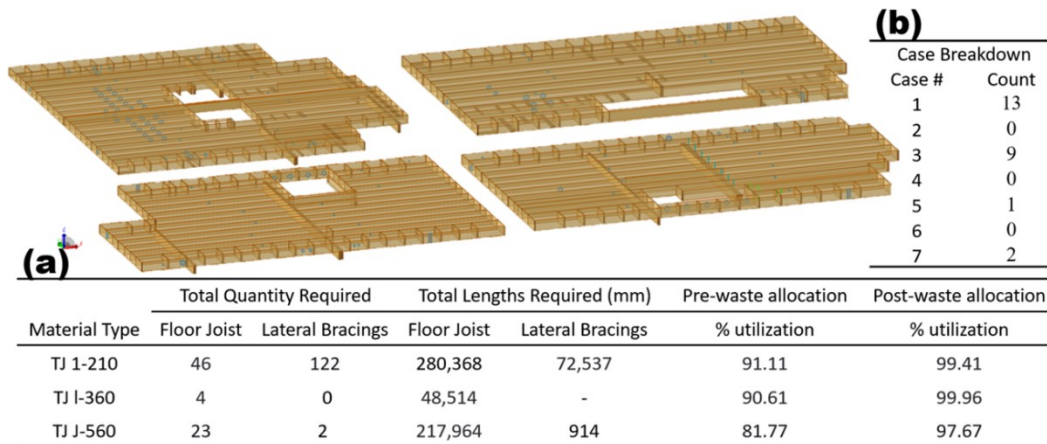 (b)
Case Breakdown
Case # Count
1 13
2 0
3 9
4 0
5 1
6 0
7 2
(a)
Total Quantity Required Total Lengths Required (mm) Pre-waste allocation Post-waste allocation
Material Type Floor Joist Lateral Bracings Floor Joist Lateral Bracings % utilization % utilization
TJ 1-210 46 122 280,368 72,537 91.11 99.41
TJ l-360 4 0 48,514 - 90.61 99.96
TJ J-560 23 2 217,964 914 81.77 97.67